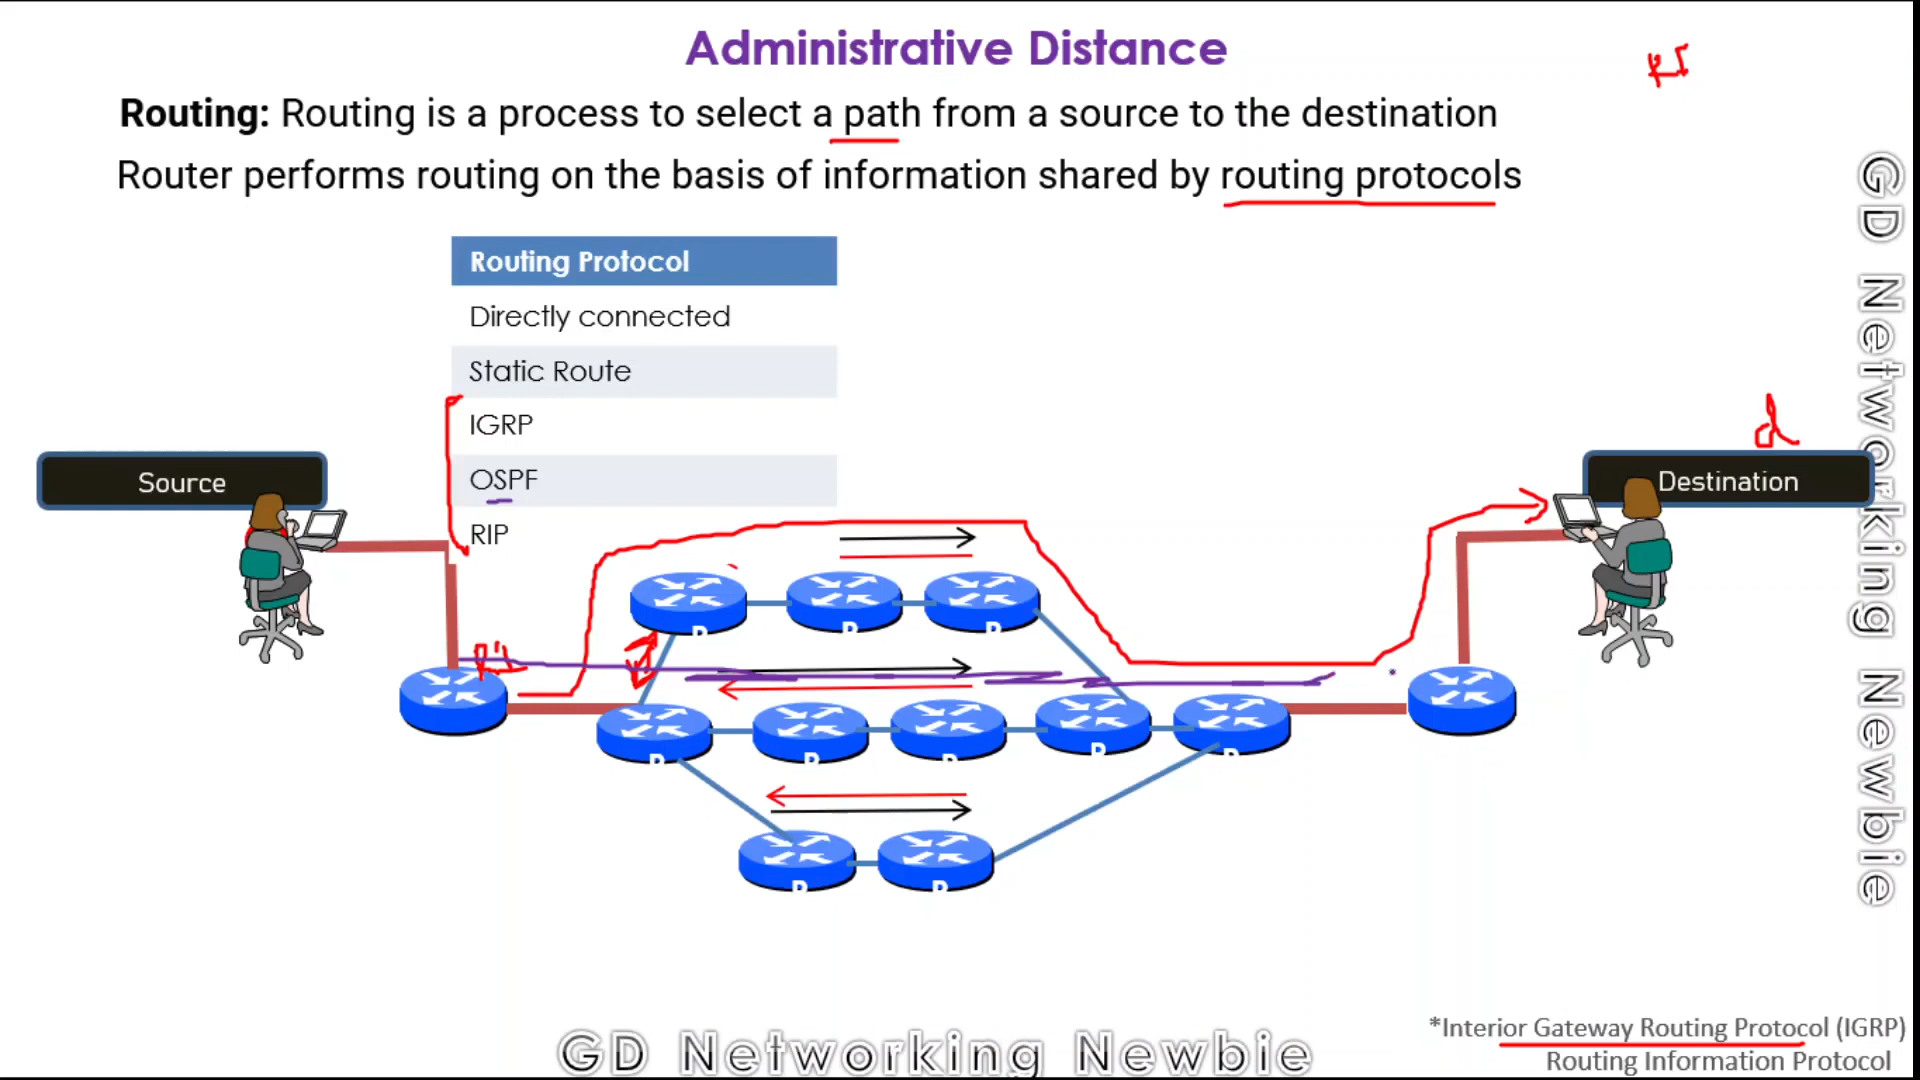 Administrative Distance
Routing: Routing is a process to select a path from a source to the destination
Router performs routing on the basis of information shared by routing protocols
Routing Protocol
Directly connected
Static Route
IGRP
OSPF
RIP
Source
d
Destination
R1
GD Networking Newbie
GD Networking Newbie
*Interior Gateway Routing Protocol (IGRP)
Routing Information Protocol